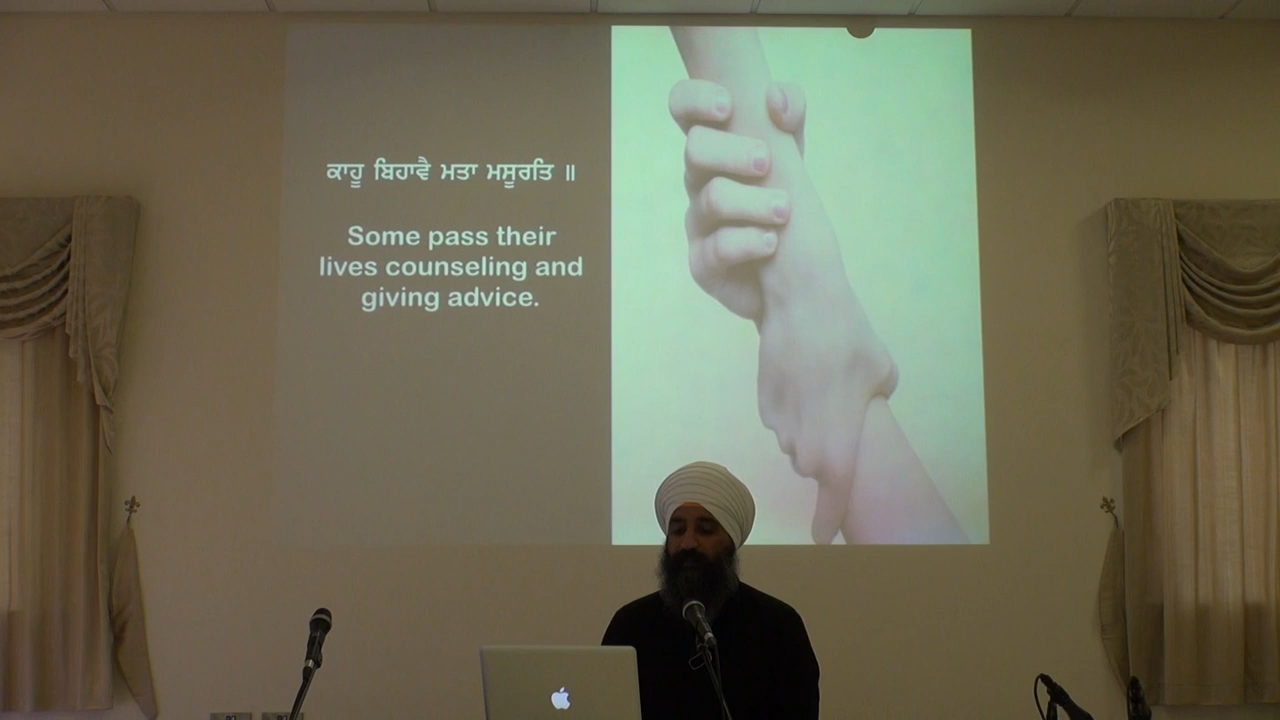 ਕਾਹੂ ਬਿਹਾਵੈ ਮਤਾ ਮਸੂਰਤਿ ॥
Some pass their
lives counseling and
giving advice.